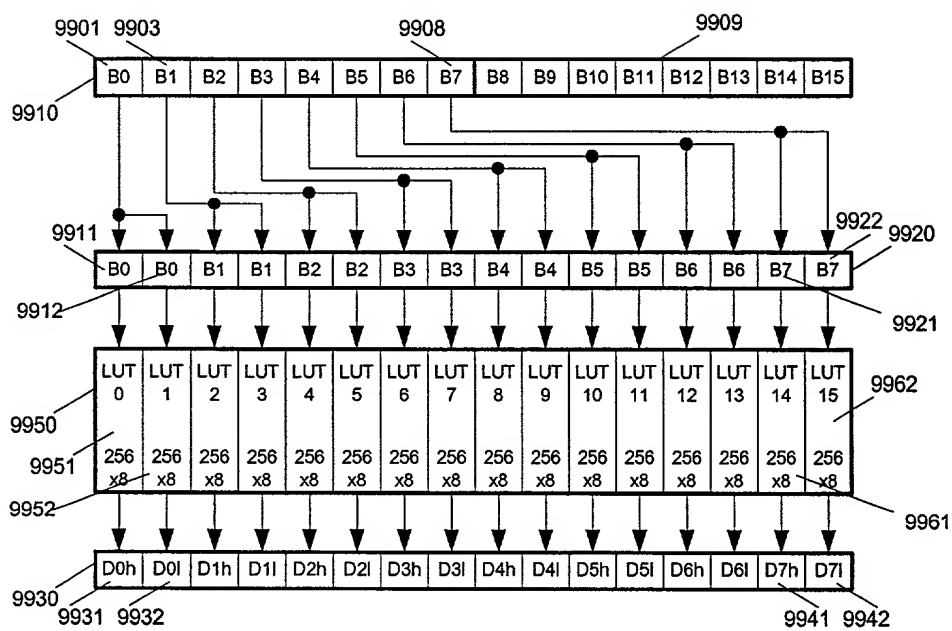 9901 9903 9908 9909
B0 B1 B2 B3 B4 B5 B6 B7 B8 B9 B10 B11 B12 B13 B14 B15
9910
9911 9922
9920
B0 B0 B1 B1 B2 B2 B3 B3 B4 B4 B5 B5 B6 B6 B7 B7
9912 9921
LUT LUT LUT LUT LUT LUT LUT LUT LUT LUT LUT LUT LUT LUT LUT LUT
0 1 2 3 4 5 6 7 8 9 10 11 12 13 14 15
9962
9950
9951
256 256 256 256 256 256 256 256 256 256 256 256 256 256 256 256
x8 x8 x8 x8 x8 x8 x8 x8 x8 x8 x8 x8 x8 x8 x8 x8
9952 9961
D0h D0l D1h D1l D2h D2l D3h D3l D4h D4l D5h D5l D6h D6l D7h D7l
9930
9931 9932 9941 9942